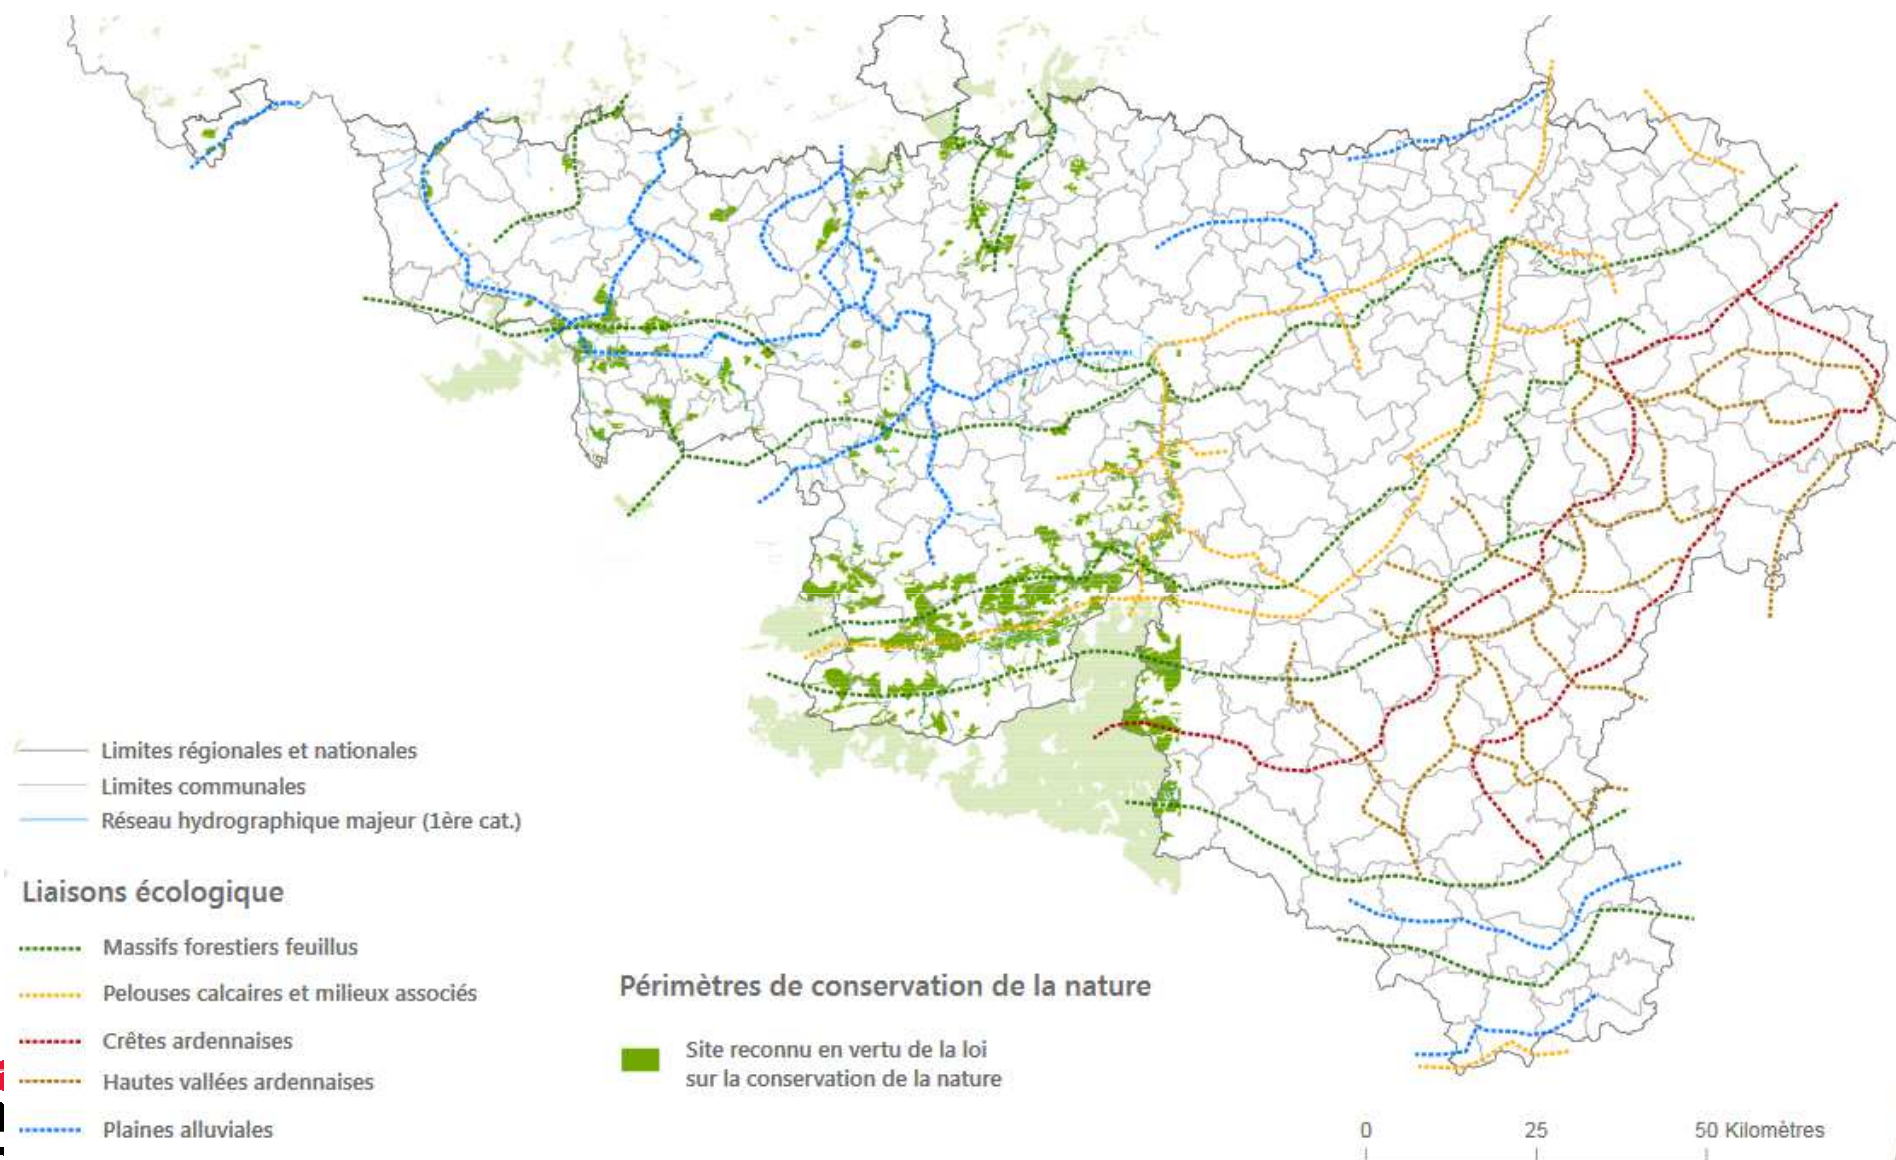 Limites régionales et nationales
Limites communales
Réseau hydrographique majeur (1ère cat.)
Liaisons écologique
Massifs forestiers feuillus
Pelouses calcaires et milieux associés
Crêtes ardennaises
Hautes vallées ardennaises
Plaines alluviales
Périmètres de conservation de la nature
Site reconnu en vertu de la loi
sur la conservation de la nature
0 25 50 Kilomètres